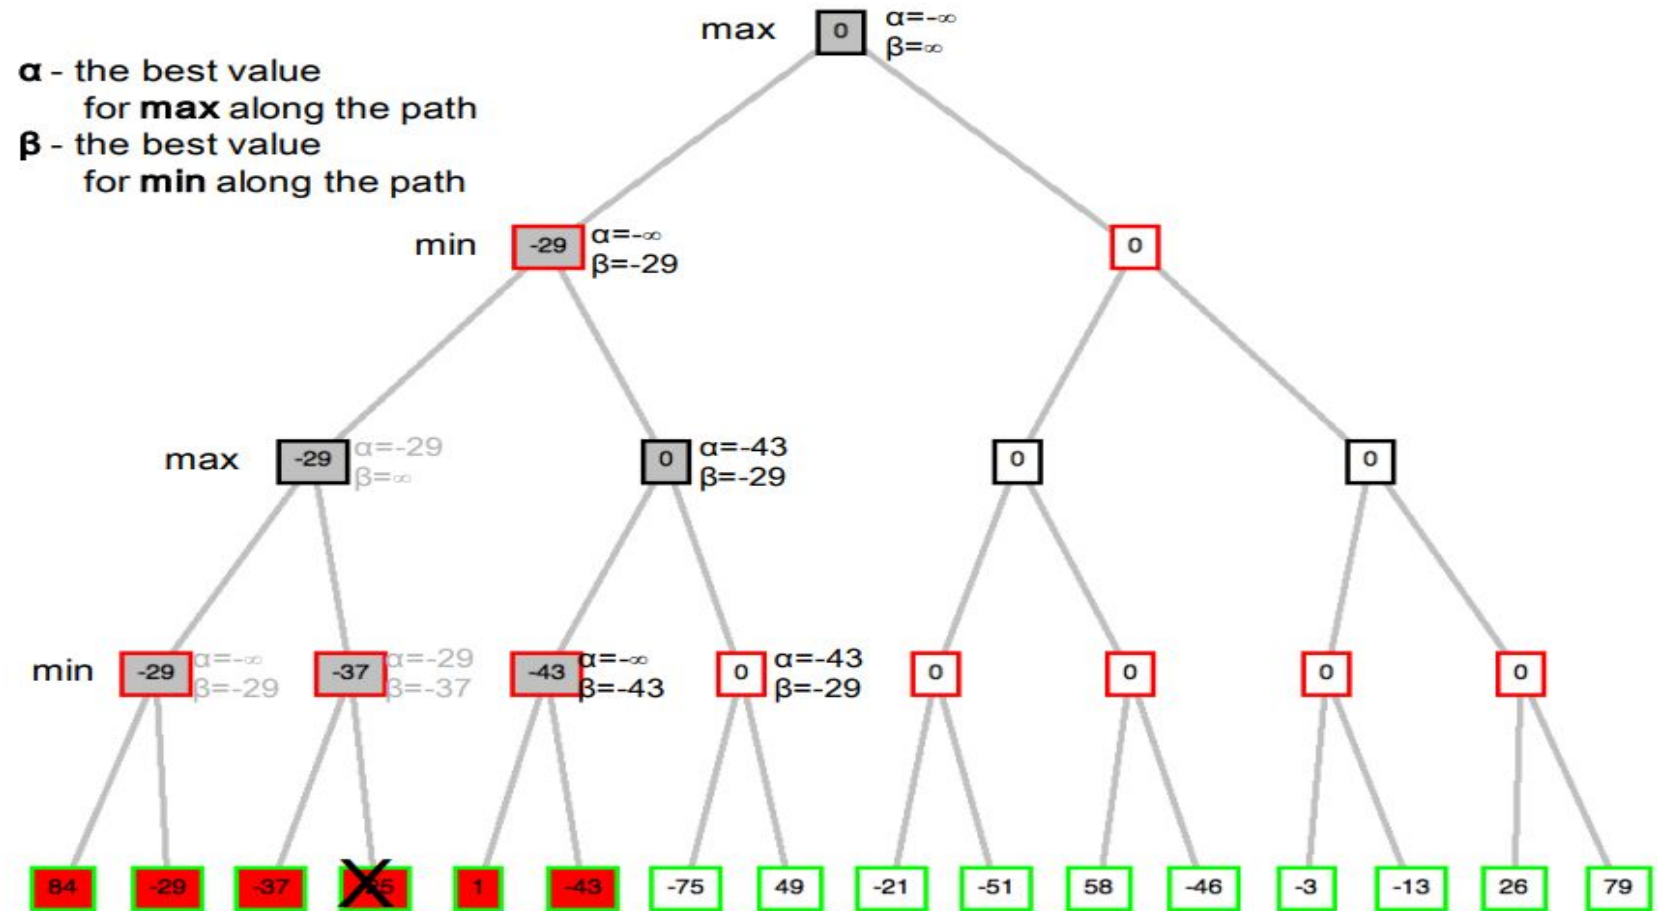 max 0 α=-∞
β=∞
α - the best value
for max along the path
β - the best value
for min along the path
min -29 α=-∞ 0
β=-29
max -29 α=-29 0 α=-43 0 0
β=∞ β=-29
min -29 α=-∞ -37 α=-29 -43 α=-∞ 0 α=-43 0 0 0 0
β=-29 β=-37 β=-43 β=-29
84 -29 -37 1 -43 -75 49 -21 -51 58 -46 -3 -13 26 79